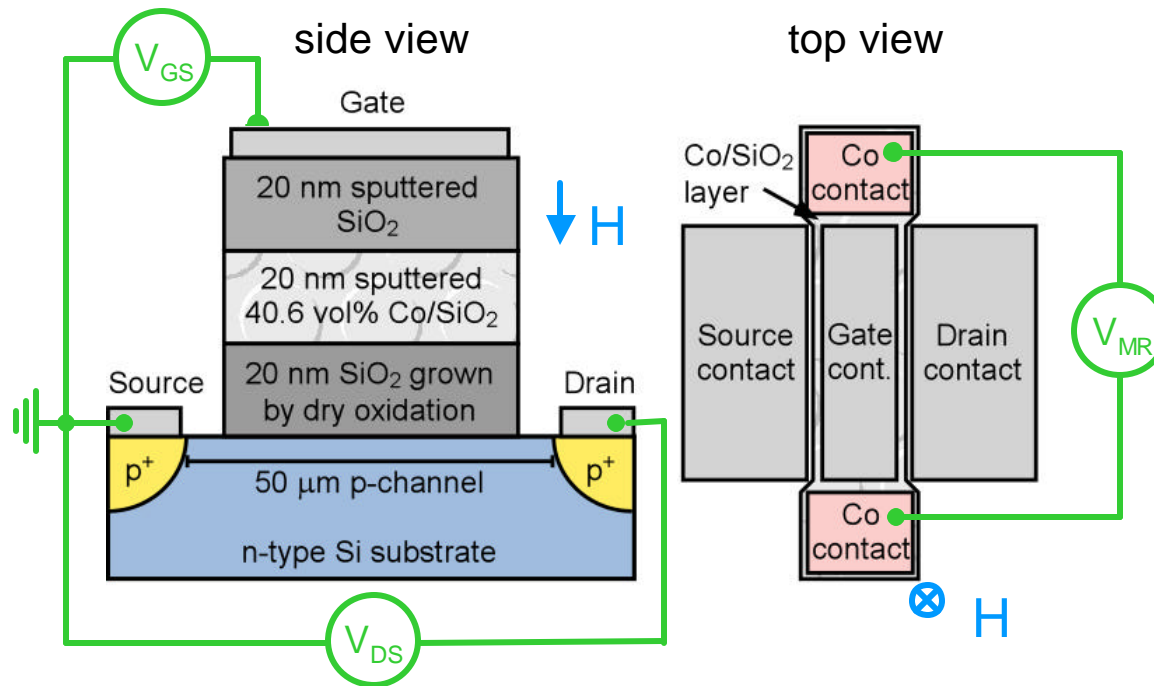 side view
top view
V_GS
Gate
20 nm sputtered
SiO₂
H
20 nm sputtered
40.6 vol% Co/SiO₂
Source
20 nm SiO₂ grown
by dry oxidation
Drain
p⁺
p⁺
50 μm p-channel
n-type Si substrate
V_DS
Co/SiO₂
layer
Co
contact
Source
contact
Gate
cont.
Drain
contact
V_MR
Co
contact
H